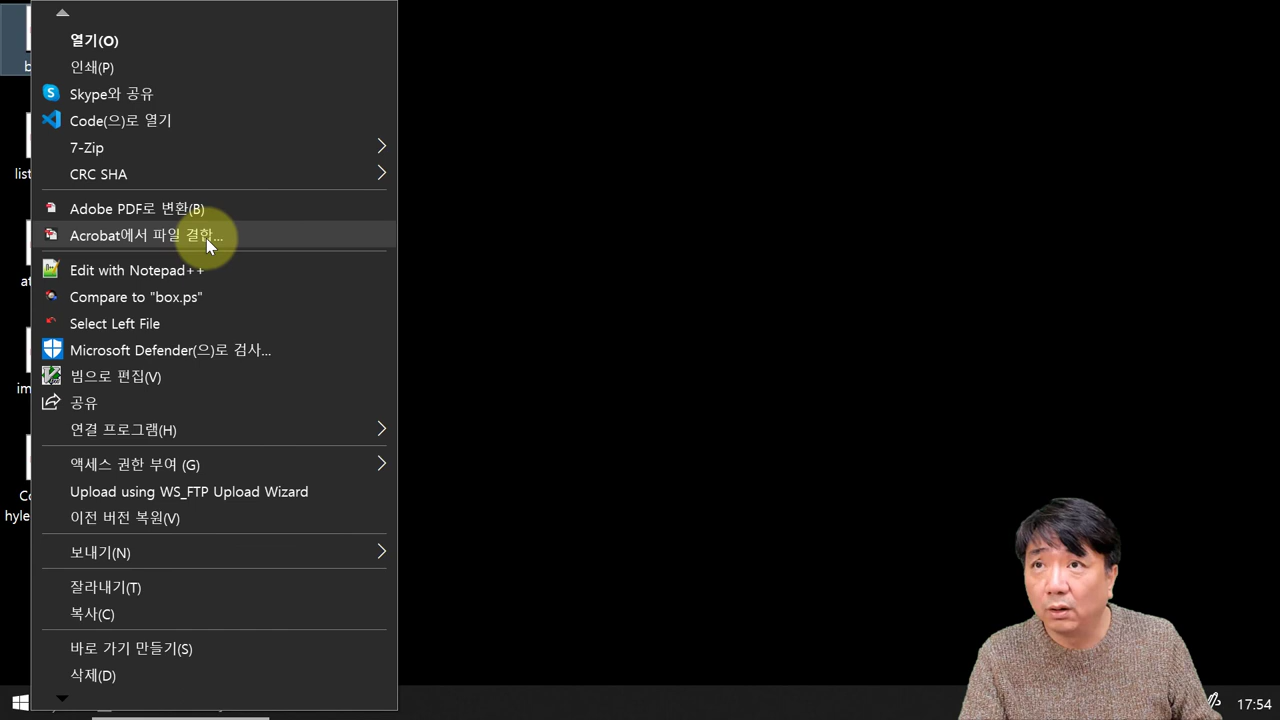 열기(O)
인쇄(P)
Skype와 공유
Code(으)로 열기
7-Zip
CRC SHA
Adobe PDF로 변환(B)
Acrobat에서 파일 결합...
Edit with Notepad++
Compare to "box.ps"
Select Left File
Microsoft Defender(으)로 검사...
빔으로 편집(V)
공유
연결 프로그램(H)
액세스 권한 부여 (G)
Upload using WS_FTP Upload Wizard
이전 버전 복원(V)
보내기(N)
잘라내기(T)
복사(C)
바로 가기 만들기(S)
삭제(D)
b
list
at
im
Co
hyle
17:54